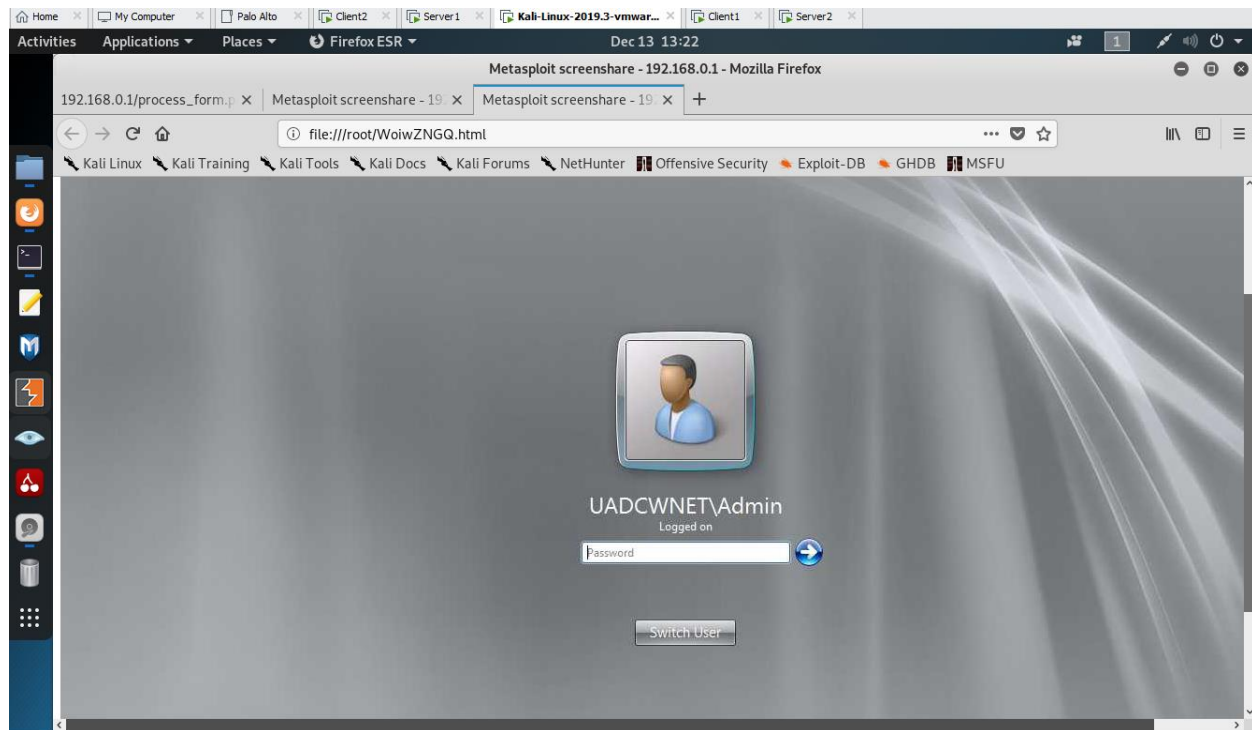 Home My Computer Palo Alto Client2 Server1 Kali-Linux-2019.3-vmwar... Client1 Server2
Activities Applications Places Firefox ESR Dec 13 13:22 1
Metasploit screenshare - 192.168.0.1 - Mozilla Firefox
192.168.0.1/process_form.p Metasploit screenshare - 19 Metasploit screenshare - 19
file:///root/WoiwZNGQ.html
Kali Linux Kali Training Kali Tools Kali Docs Kali Forums NetHunter Offensive Security Exploit-DB GHDB MSFU
UADCWNET\Admin
Logged on
Password
Switch User